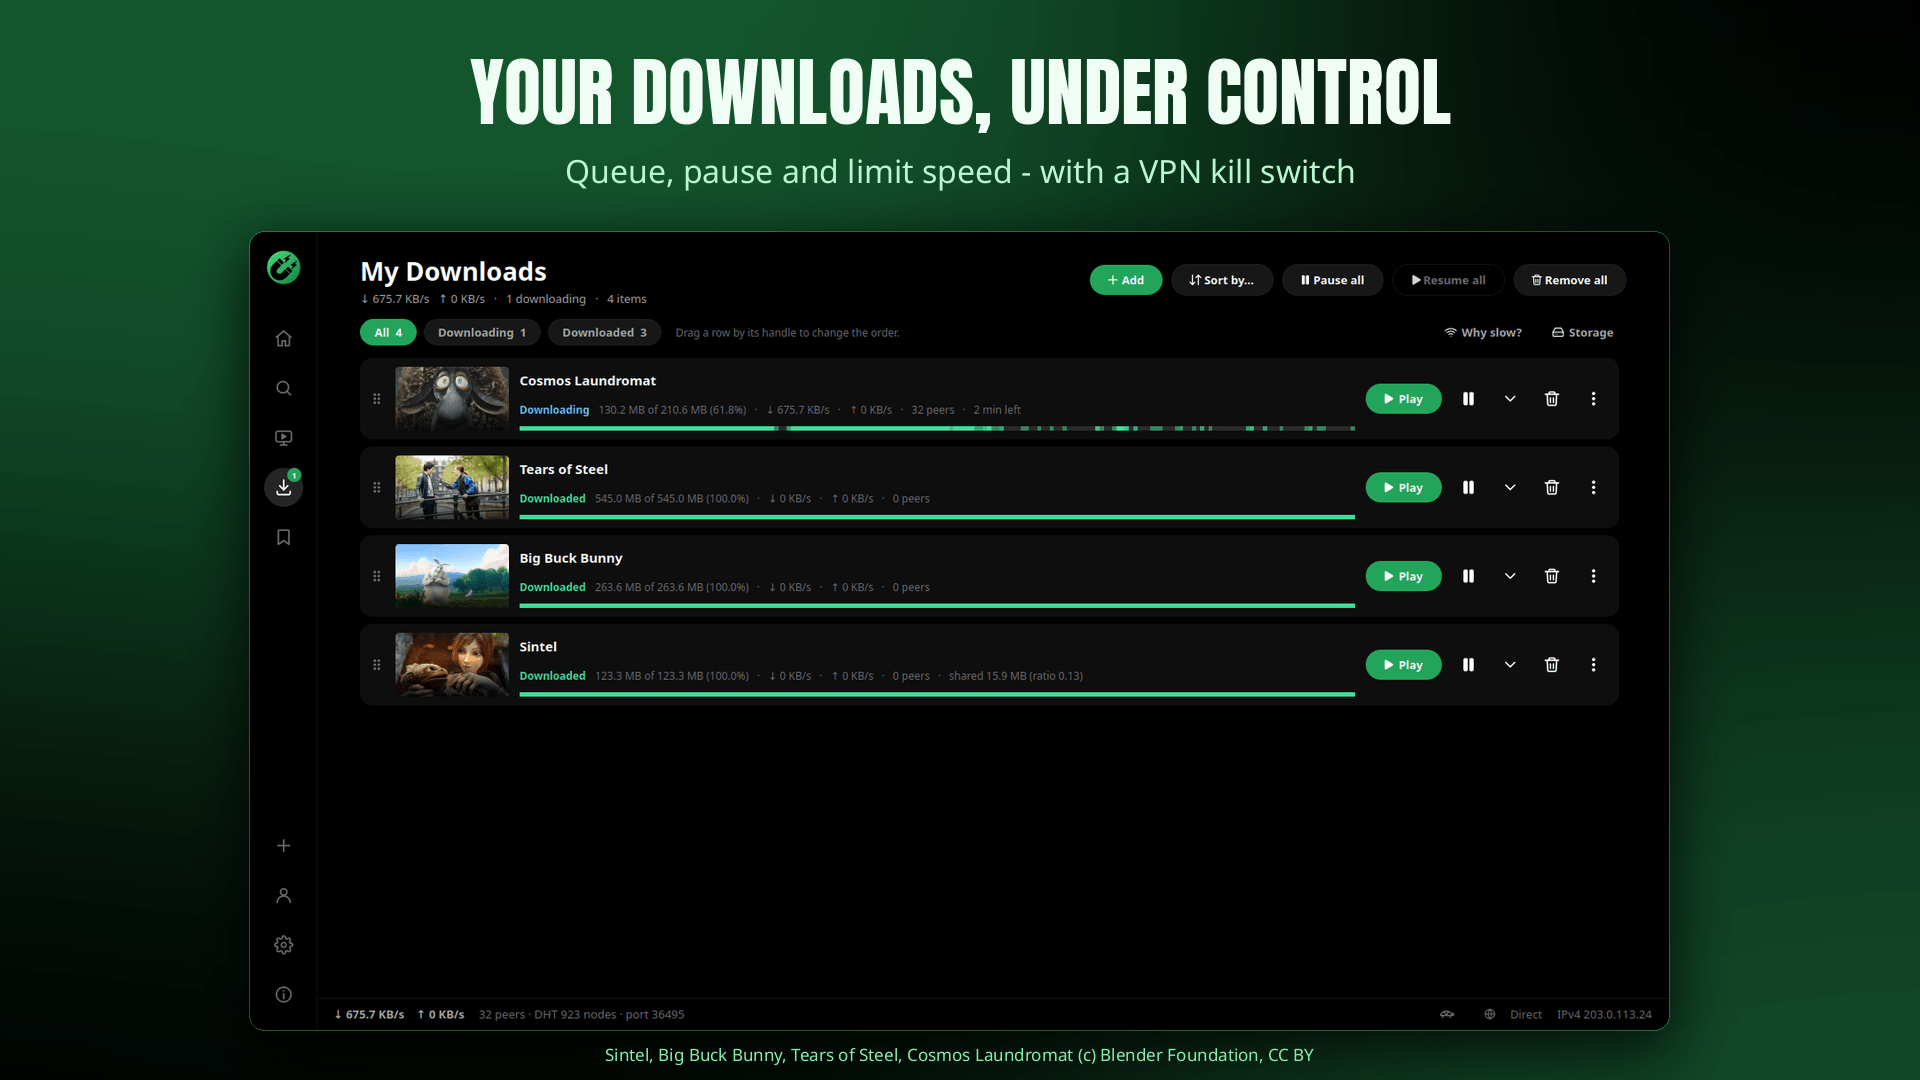 YOUR DOWNLOADS, UNDER CONTROL
Queue, pause and limit speed - with a VPN kill switch
My Downloads
↓ 675.7 KB/s ↑ 0 KB/s · 1 downloading · 4 items
+ Add
Sort by...
Pause all
Resume all
Remove all
All 4
Downloading 1
Downloaded 3
Drag a row by its handle to change the order.
Why slow?
Storage
Cosmos Laundromat
Downloading 130.2 MB of 210.6 MB (61.8%) · ↓ 675.7 KB/s · ↑ 0 KB/s · 32 peers · 2 min left
Play
1
Tears of Steel
Downloaded 545.0 MB of 545.0 MB (100.0%) · ↓ 0 KB/s · ↑ 0 KB/s · 0 peers
Play
Big Buck Bunny
Downloaded 263.6 MB of 263.6 MB (100.0%) · ↓ 0 KB/s · ↑ 0 KB/s · 0 peers
Play
Sintel
Downloaded 123.3 MB of 123.3 MB (100.0%) · ↓ 0 KB/s · ↑ 0 KB/s · 0 peers · shared 15.9 MB (ratio 0.13)
Play
↓ 675.7 KB/s ↑ 0 KB/s 32 peers · DHT 923 nodes · port 36495
Direct IPv4 203.0.113.24
Sintel, Big Buck Bunny, Tears of Steel, Cosmos Laundromat (c) Blender Foundation, CC BY